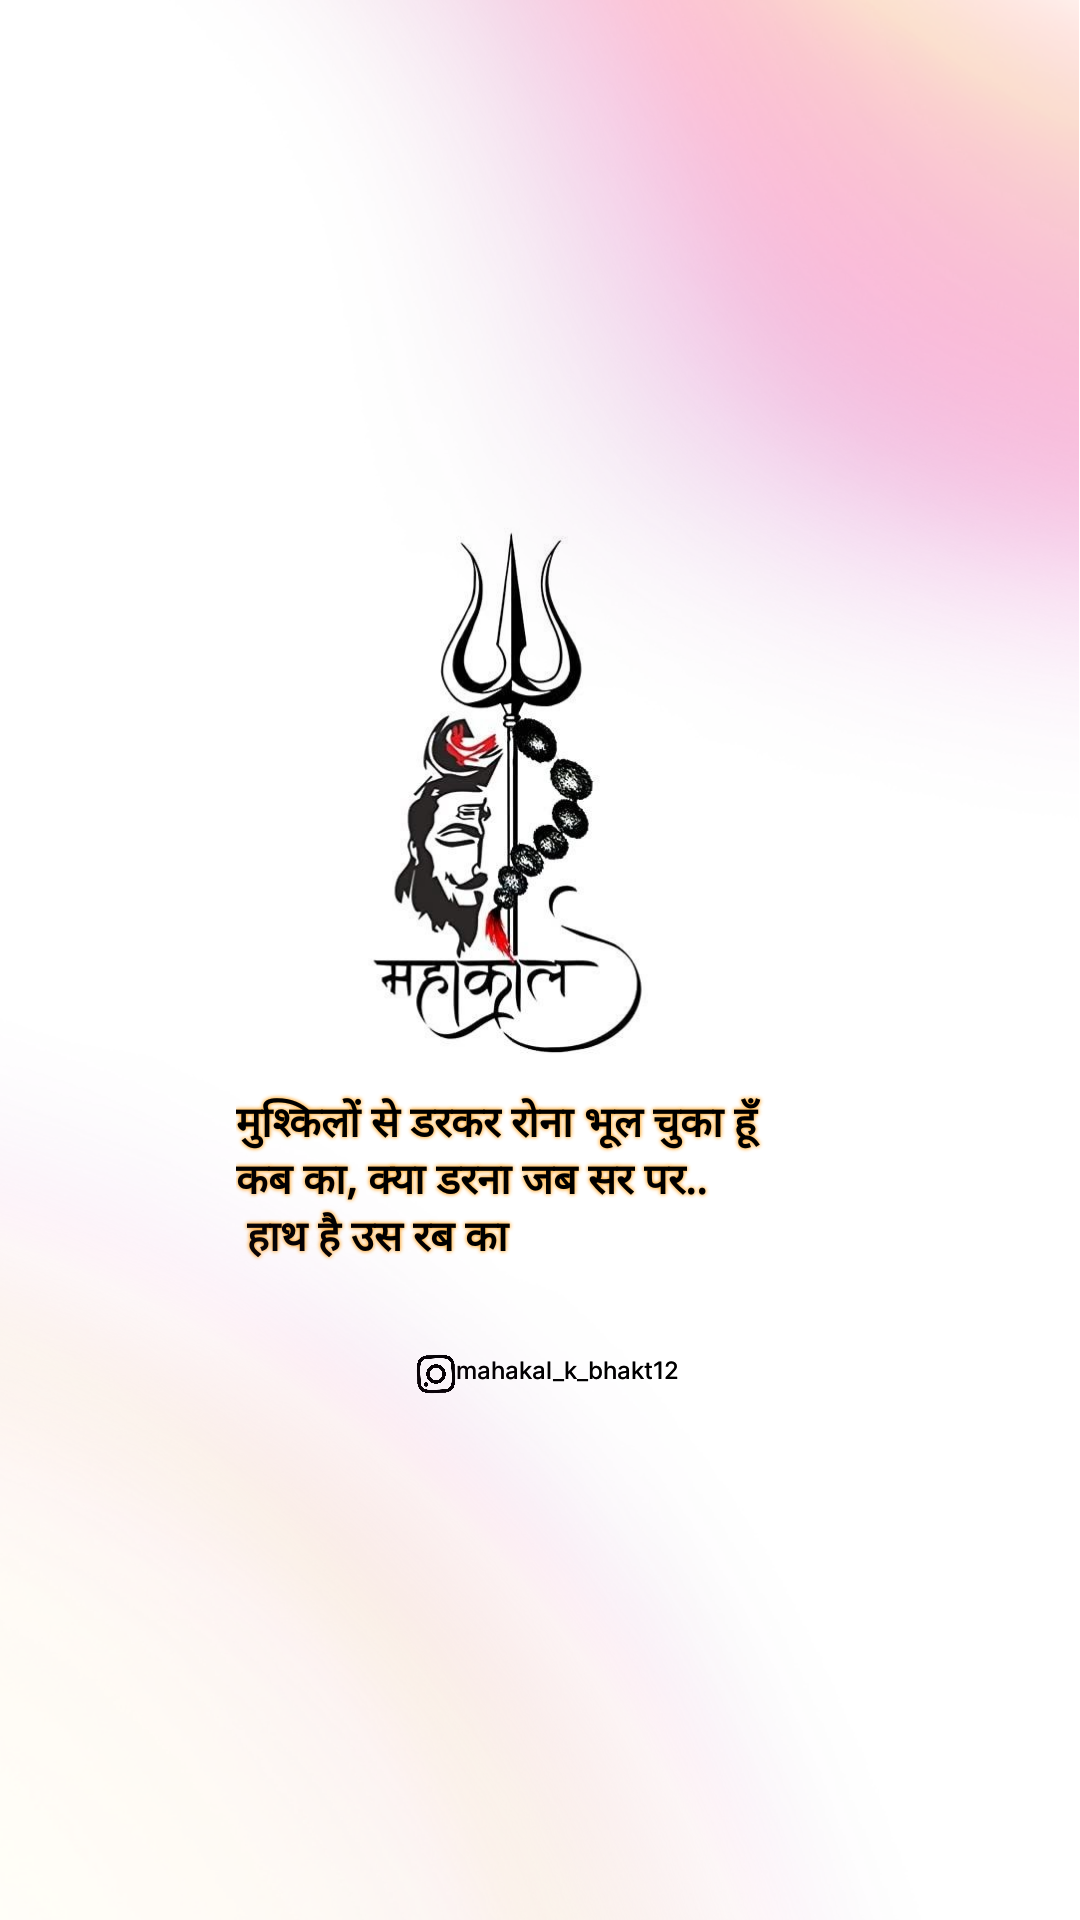 महाकाल
मुश्किलों से डरकर रोना भूल चुका हूँ
कब का, क्या डरना जब सर पर..
हाथ है उस रब का
mahakal_k_bhakt12